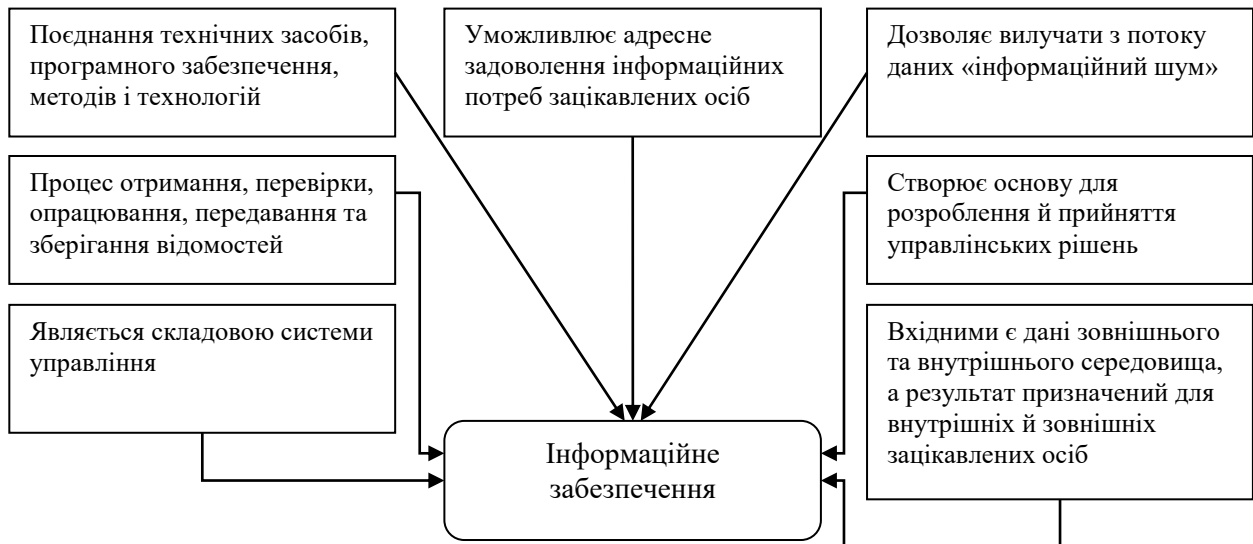 Поєднання технічних засобів,
програмного забезпечення,
методів і технологій
Уможливлює адресне
задоволення інформаційних
потреб зацікавлених осіб
Дозволяє вилучати з потоку
даних «інформаційний шум»
Процес отримання, перевірки,
опрацювання, передавання та
зберігання відомостей
Створює основу для
розроблення й прийняття
управлінських рішень
Являється складовою системи
управління
Вхідними є дані зовнішнього
та внутрішнього середовища,
а результат призначений для
внутрішніх й зовнішніх
зацікавлених осіб
Інформаційне
забезпечення